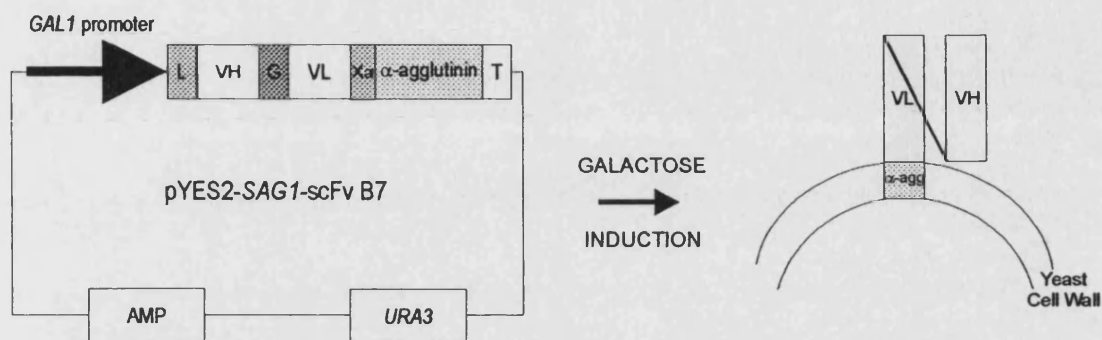 GAL1 promoter
L VH G VL Xa α-agglutinin T
pYES2-SAG1-scFv B7
AMP
URA3
GALACTOSE
INDUCTION
VL
VH
α-agg
Yeast
Cell Wall